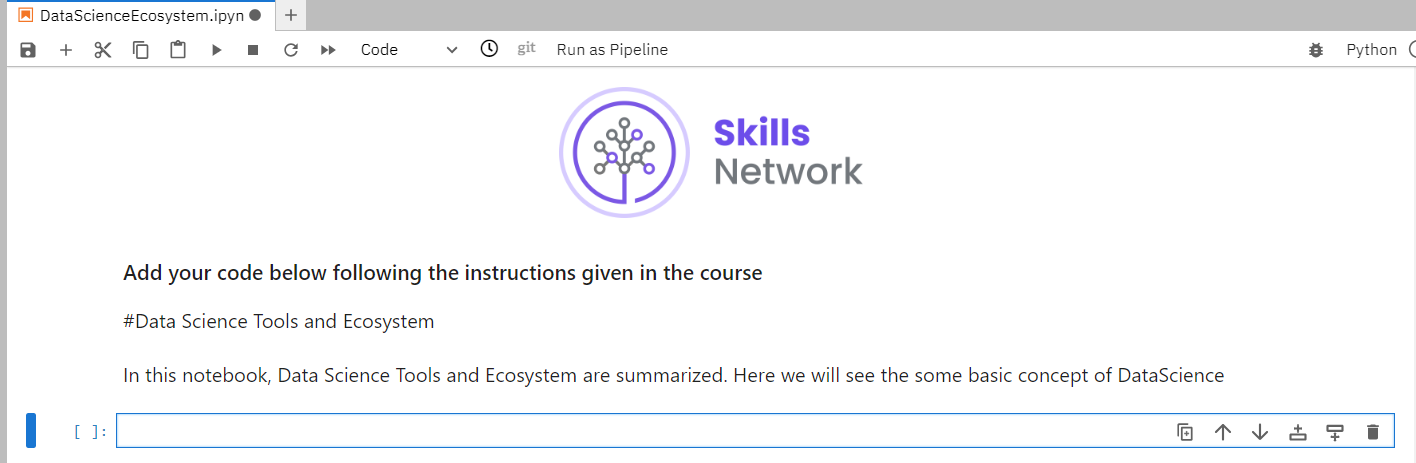 DataScienceEcosystem.ipyn
Code git Run as Pipeline Python
Skills
Network
Add your code below following the instructions given in the course
#Data Science Tools and Ecosystem
In this notebook, Data Science Tools and Ecosystem are summarized. Here we will see the some basic concept of DataScience
[ ]: